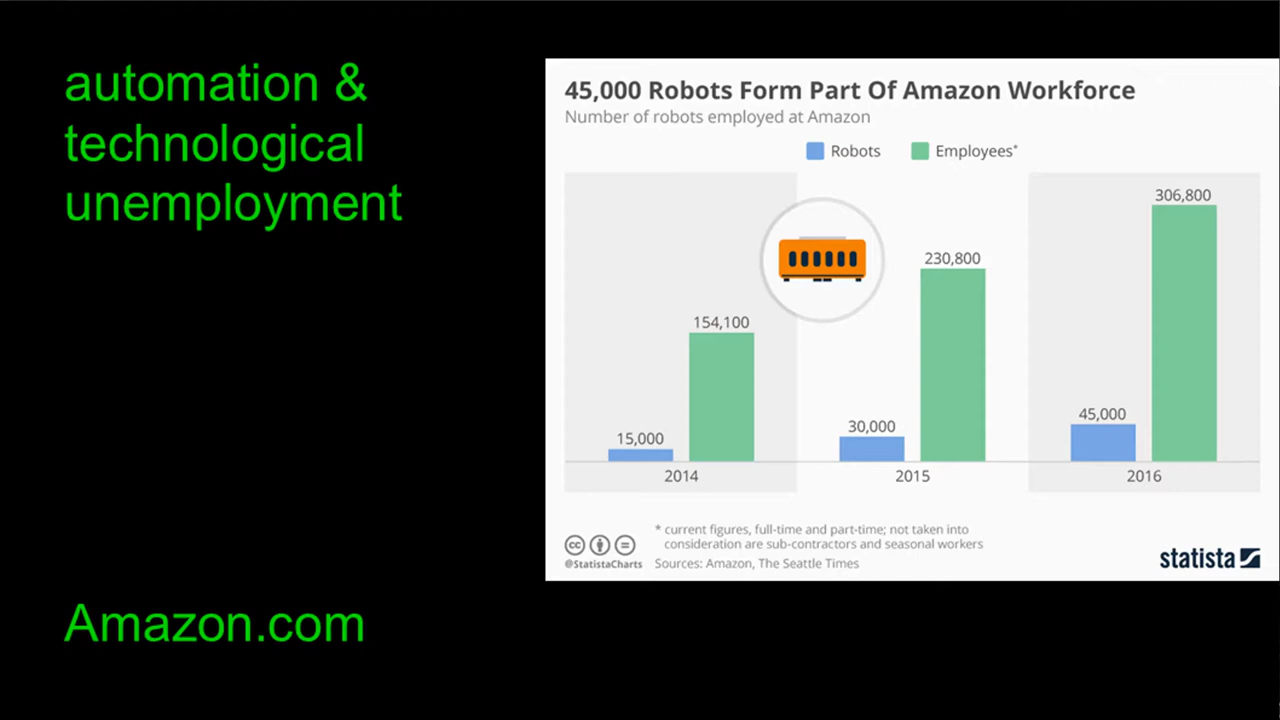 automation &
technological
unemployment
Amazon.com
45,000 Robots Form Part Of Amazon Workforce
Number of robots employed at Amazon
Robots
Employees*
15,000
154,100
30,000
230,800
45,000
306,800
2014
2015
2016
* current figures, full-time and part-time; not taken into
consideration are sub-contractors and seasonal workers
@StatistaCharts
Sources: Amazon, The Seattle Times
cc
statista